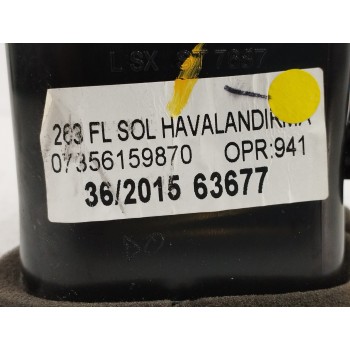 263 FL SOL HAVALANDIRMA
07356159870 OPR:941
36/2015 63677